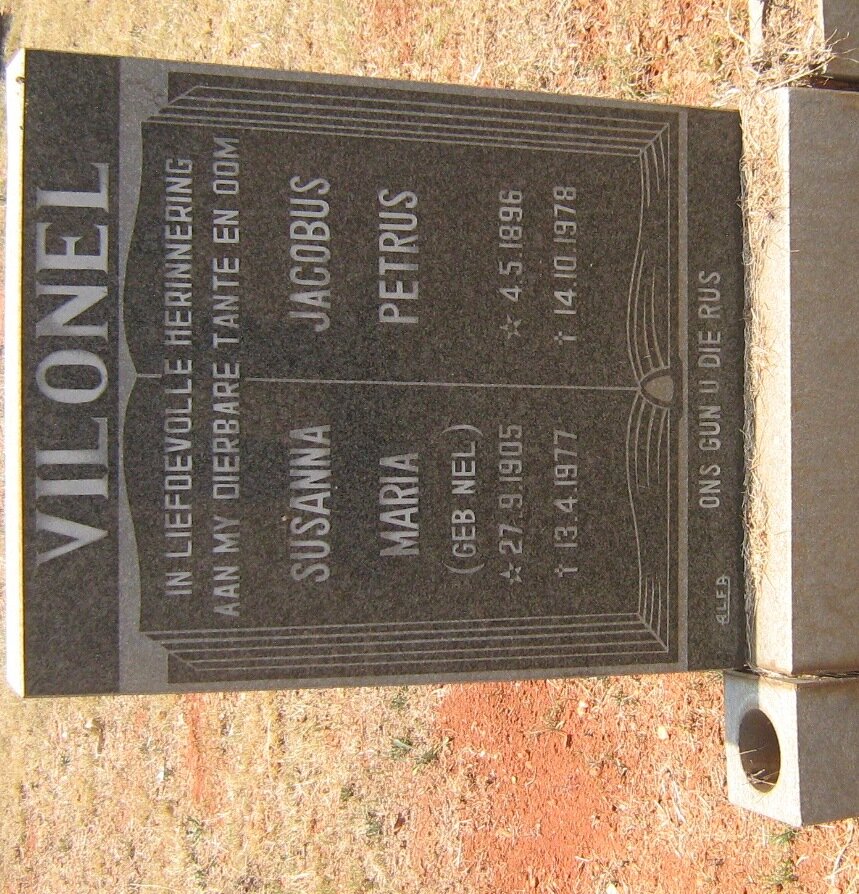 VILONEL
IN LIEFDEVOLLE HERINNERING
AAN MY DIERBARE TANTE EN OOM
SUSANNA
MARIA
(GEB NEL)
☆ 27.9.1905
† 13.4.1977
JACOBUS
PETRUS
☆ 4.5.1896
† 14.10.1978
ONS GUN U DIE RUS
ALFA